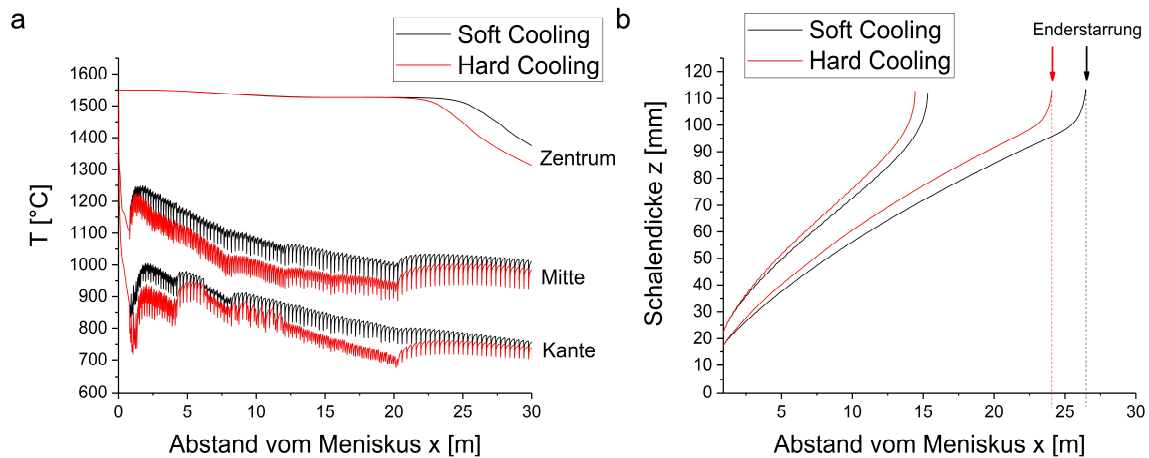 a
Soft Cooling
Hard Cooling
1600
1500
1400
1300
1200
1100
1000
900
800
700
600
T [°C]
Zentrum
Mitte
Kante
0
5
10
15
20
25
30
Abstand vom Meniskus x [m]
b
Soft Cooling
Hard Cooling
Enderstarrung
120
110
100
90
80
70
60
50
40
30
20
10
0
Schalendicke z [mm]
5
10
15
20
25
30
Abstand vom Meniskus x [m]